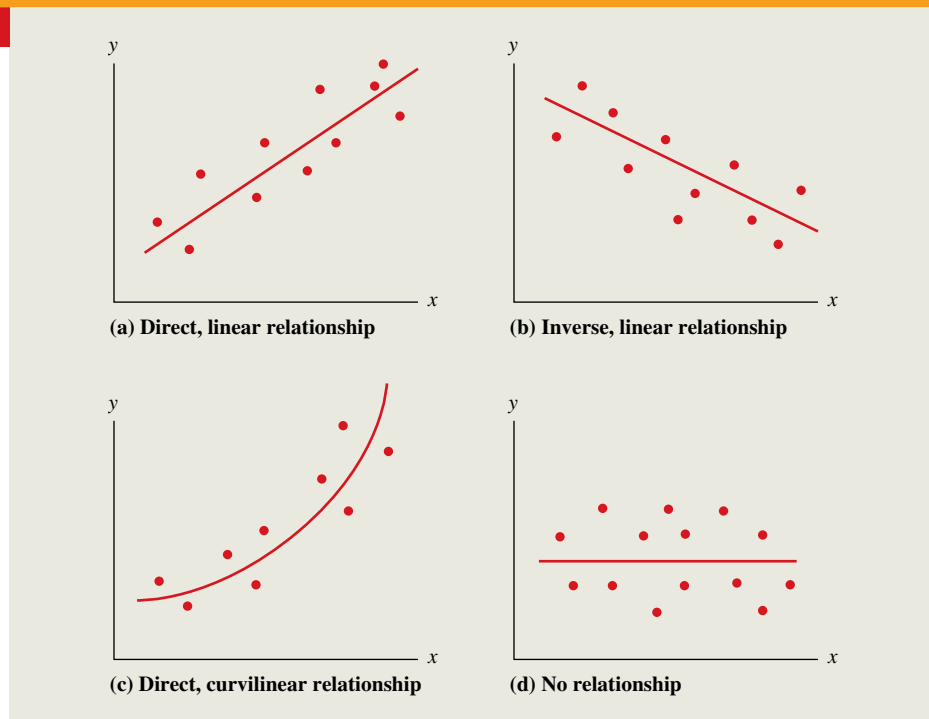 y
x
(a) Direct, linear relationship
y
x
(b) Inverse, linear relationship
y
x
(c) Direct, curvilinear relationship
y
x
(d) No relationship